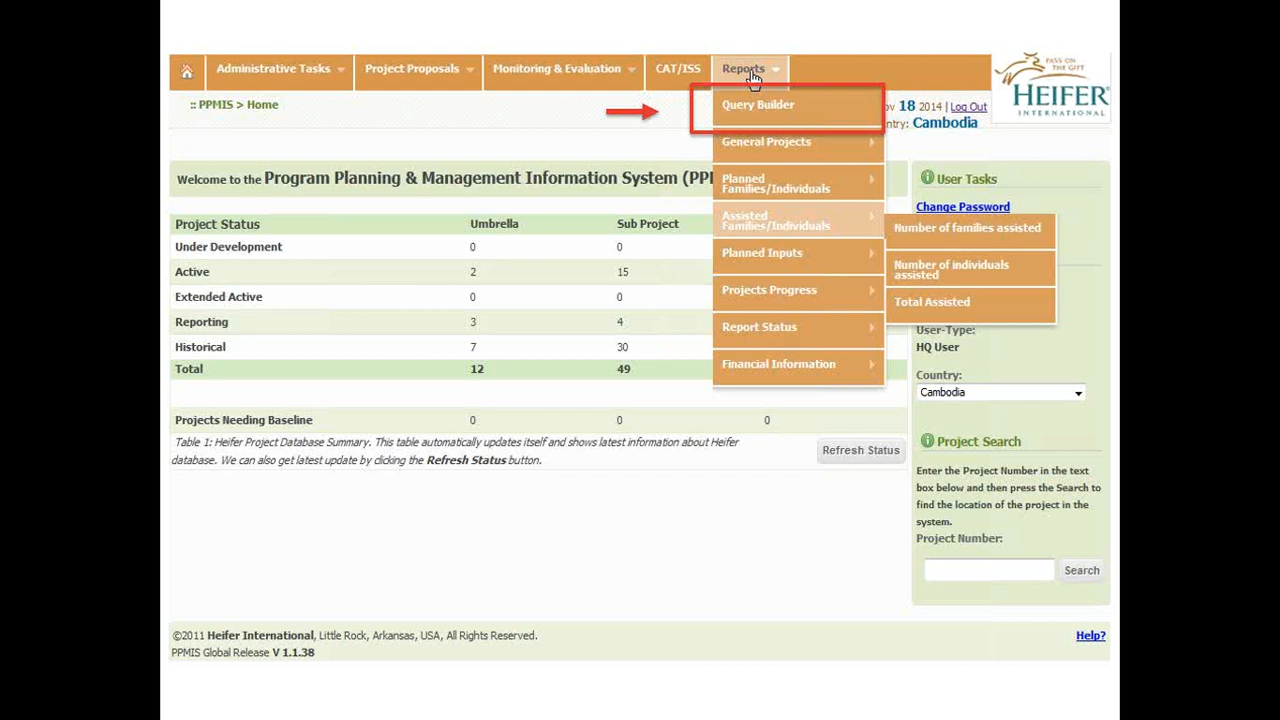 Administrative Tasks
Project Proposals
Monitoring & Evaluation
CAT/ISS
Reports
PASS ON
THE GIFT
HEIFER
INTERNATIONAL
:: PPMIS > Home
18 2014 | Log Out
Cambodia
Query Builder
General Projects
Planned
Families/Individuals
Assisted
Families/Individuals
Planned Inputs
Projects Progress
Report Status
Financial Information
Number of families assisted
Number of individuals
assisted
Total Assisted
Welcome to the Program Planning & Management Information System
Project Status Umbrella Sub Project
Under Development 0 0
Active 2 15
Extended Active 0 0
Reporting 3 4
Historical 7 30
Total 12 49
Projects Needing Baseline 0 0 0
Table 1: Heifer Project Database Summary. This table automatically updates itself and shows latest information about Heifer
database. We can also get latest update by clicking the Refresh Status button.
Refresh Status
User Tasks
Change Password
User-Type:
HQ User
Country:
Cambodia
Project Search
Enter the Project Number in the text
box below and then press the Search to
find the location of the project in the
system.
Project Number:
Search
©2011 Heifer International, Little Rock, Arkansas, USA, All Rights Reserved.
PPMIS Global Release V 1.1.38
Help?